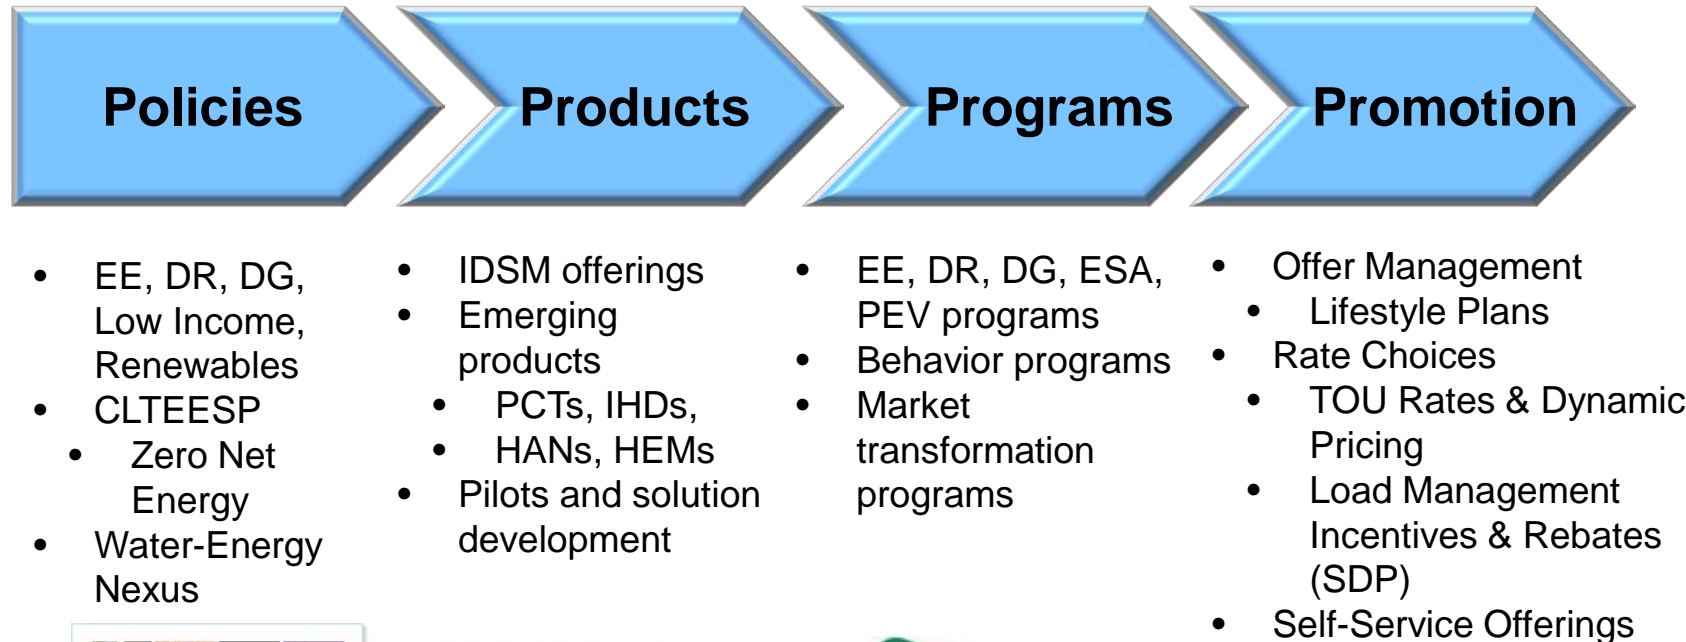 Policies
Products
Programs
Promotion
• EE, DR, DG,
Low Income,
Renewables
• CLTEESP
• Zero Net
Energy
• Water-Energy
Nexus
• IDSM offerings
• Emerging
products
• PCTs, IHDs,
• HANs, HEMs
• Pilots and solution
development
• EE, DR, DG, ESA,
PEV programs
• Behavior programs
• Market
transformation
programs
• Offer Management
• Lifestyle Plans
• Rate Choices
• TOU Rates & Dynamic
Pricing
• Load Management
Incentives & Rebates
(SDP)
• Self-Service Offerings